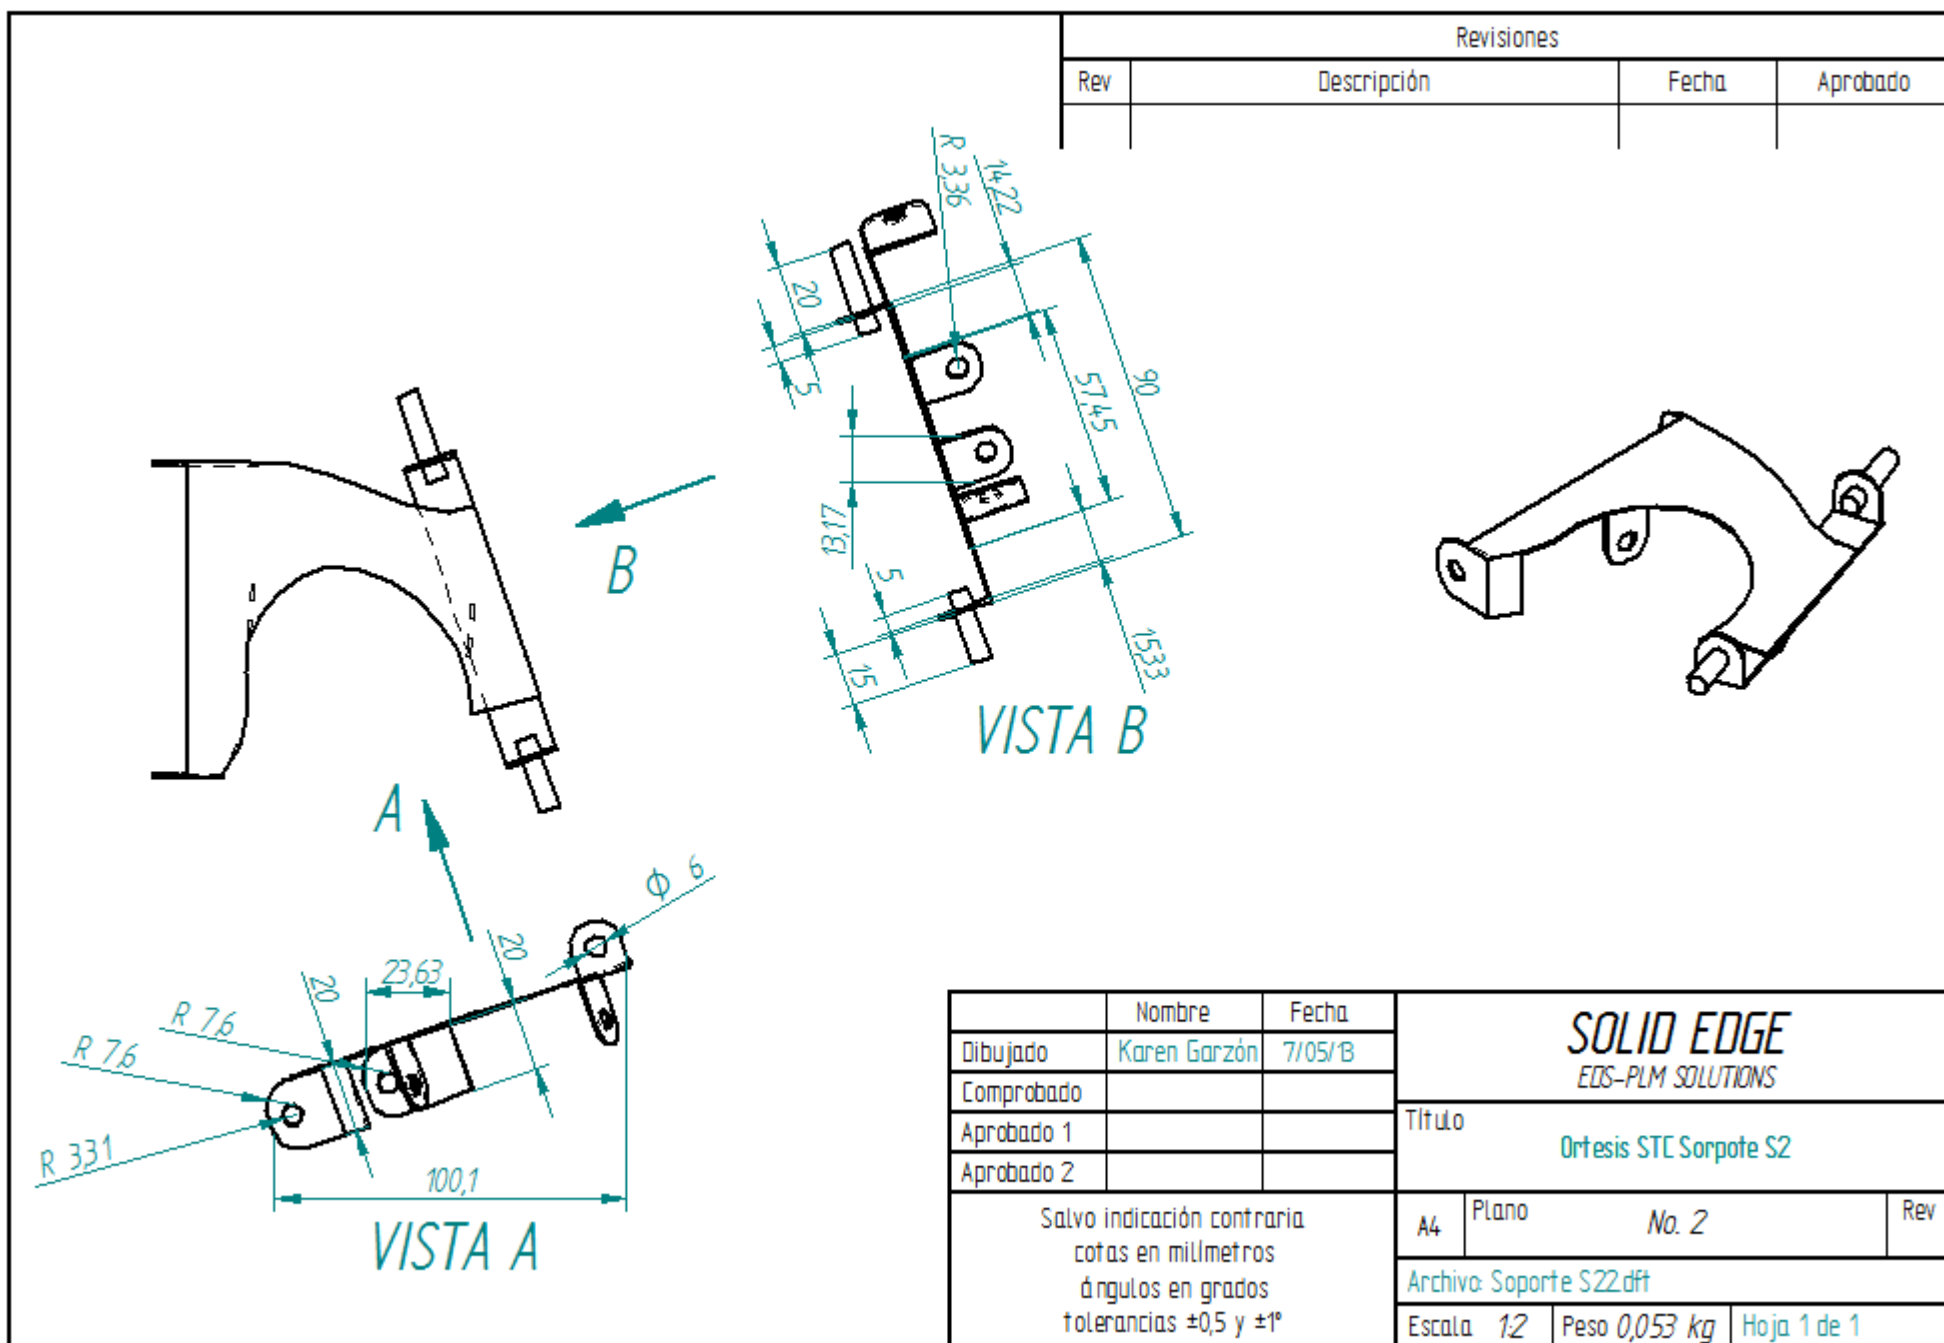 Revisiones
Rev Descripción Fecha Aprobado
R 3,36
14,22
20
5
90
57,45
13,17
5
15
15,33
B
VISTA B
A
Φ 6
20
23,63
20
R 7,6
R 7,6
R 3,31
100,1
VISTA A
Nombre Fecha
Dibujado Karen Garzón 7/05/13
Comprobado
Aprobado 1
Aprobado 2
Salvo indicación contraria
cotas en milímetros
ángulos en grados
tolerancias ±0,5 y ±1°
SOLID EDGE
EDS-PLM SOLUTIONS
Título
Ortesis STC Sorpote S2
A4 Plano No. 2 Rev
Archivo: Soporte S22.dft
Escala 1:2 Peso 0,053 kg Hoja 1 de 1